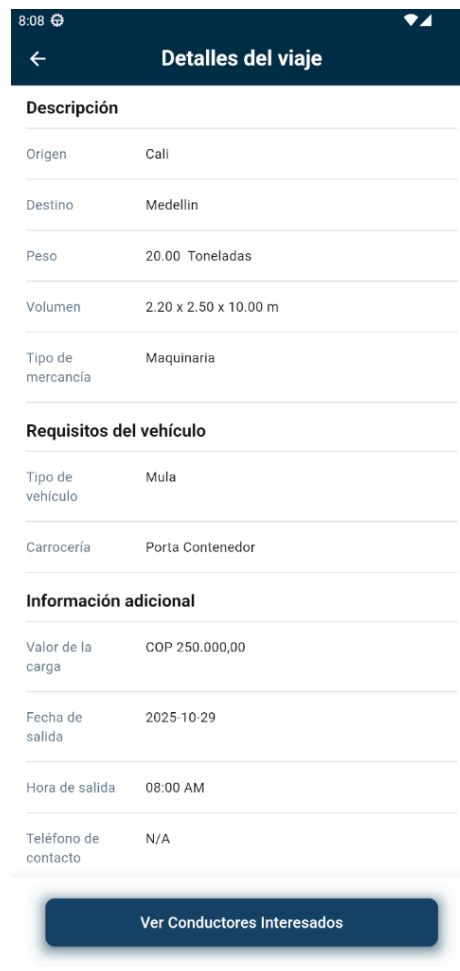 8:08
Detalles del viaje
Descripción
Origen Cali
Destino Medellin
Peso 20.00 Toneladas
Volumen 2.20 x 2.50 x 10.00 m
Tipo de mercancía Maquinaria
Requisitos del vehículo
Tipo de vehículo Mula
Carrocería Porta Contenedor
Información adicional
Valor de la carga COP 250.000,00
Fecha de salida 2025-10-29
Hora de salida 08:00 AM
Teléfono de contacto N/A
Ver Conductores Interesados